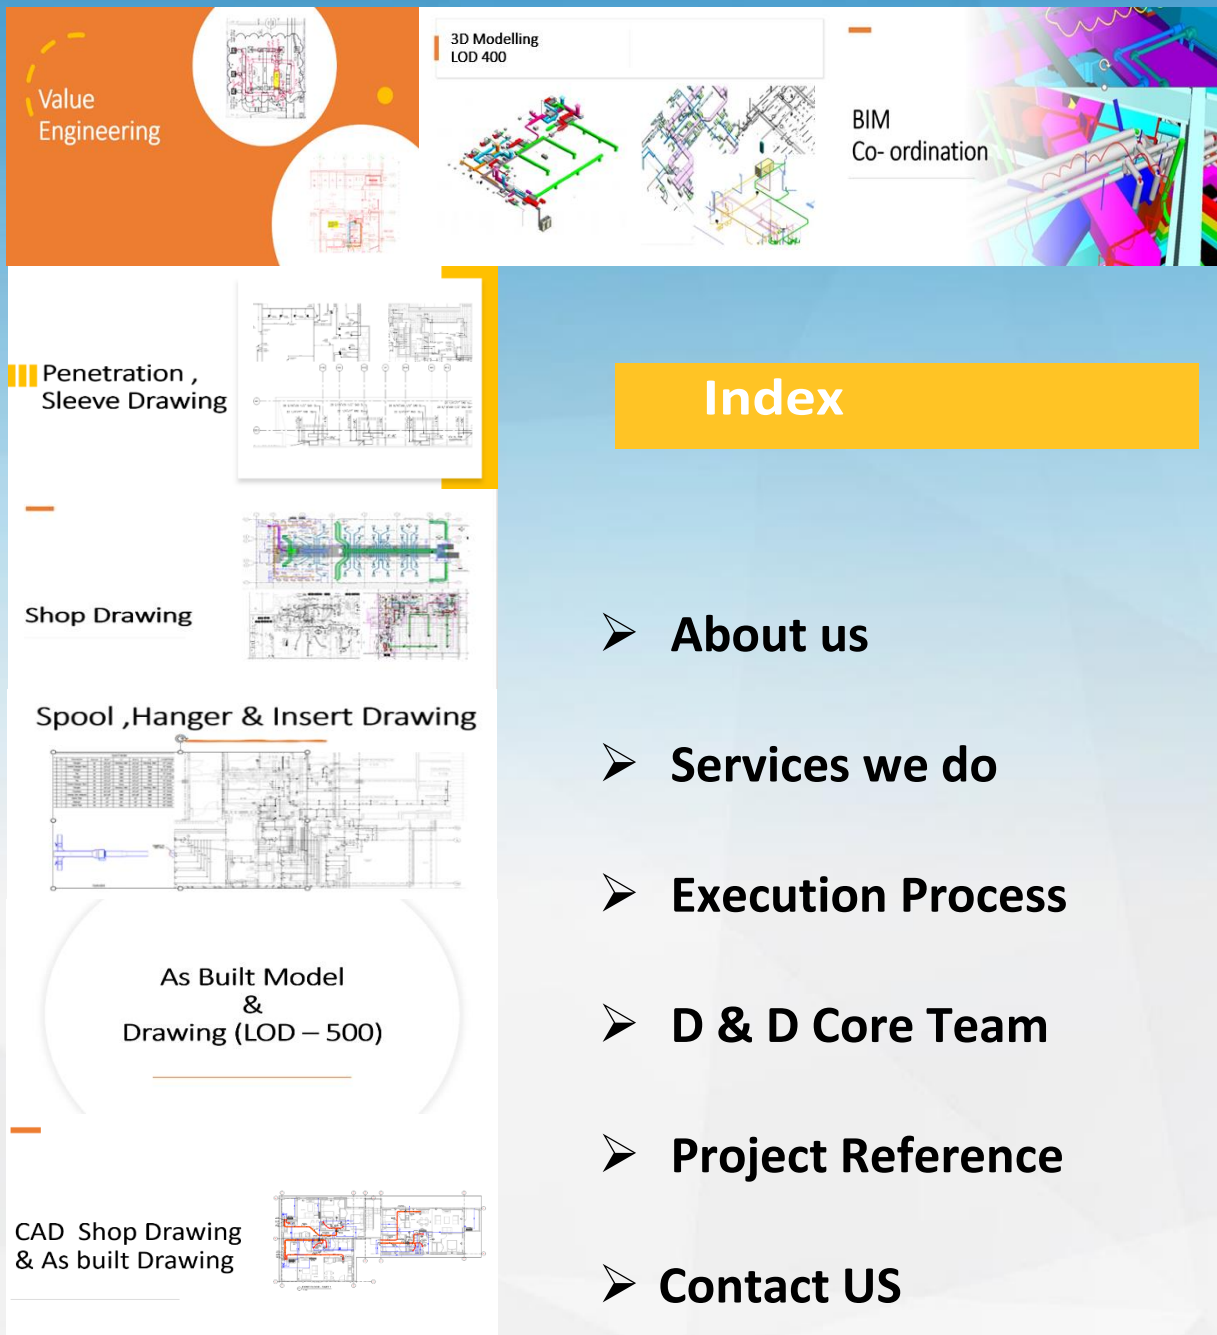 Value
Engineering
3D Modelling
LOD 400
BIM
Co- ordination
Penetration ,
Sleeve Drawing
Shop Drawing
Spool ,Hanger & Insert Drawing
As Built Model
&
Drawing (LOD – 500)
CAD Shop Drawing
& As built Drawing
Index
➢ About us
➢ Services we do
➢ Execution Process
➢ D & D Core Team
➢ Project Reference
➢ Contact US